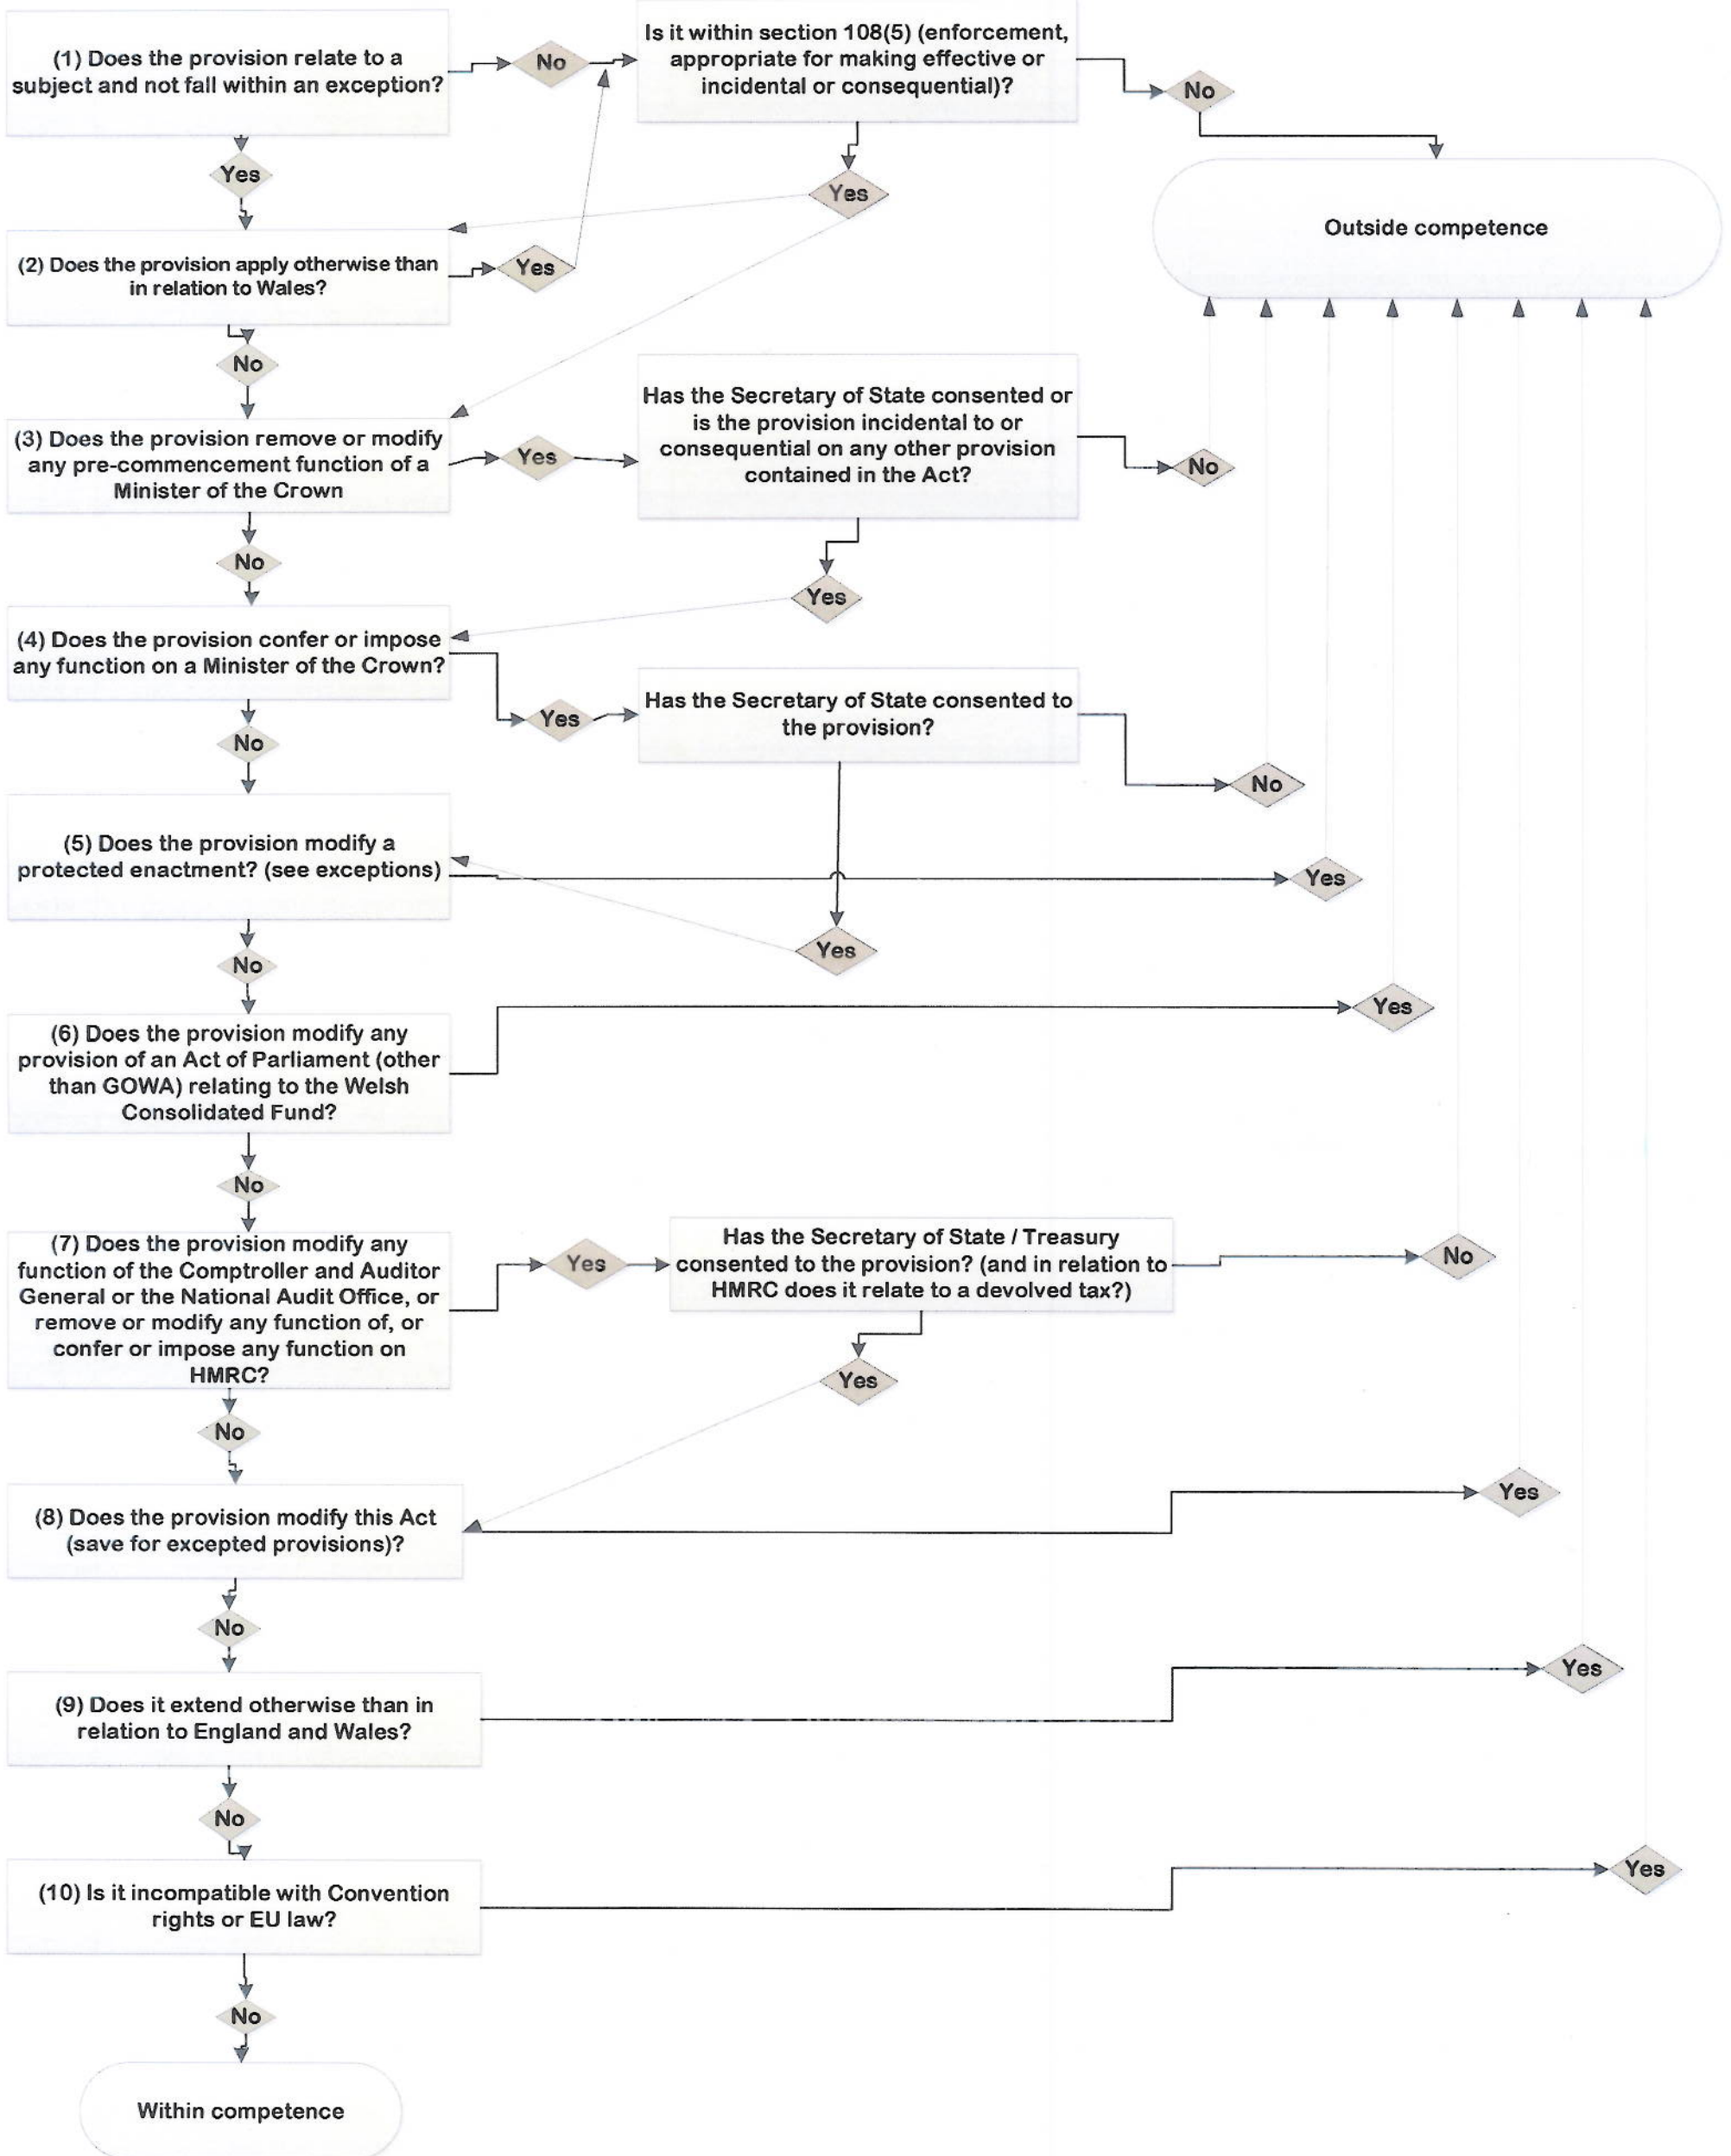 (1) Does the provision relate to a
subject and not fall within an exception?
No
Is it within section 108(5) (enforcement,
appropriate for making effective or
incidental or consequential)?
No
Yes
Yes
Outside competence
(2) Does the provision apply otherwise than
in relation to Wales?
Yes
No
(3) Does the provision remove or modify
any pre-commencement function of a
Minister of the Crown
Yes
Has the Secretary of State consented or
is the provision incidental to or
consequential on any other provision
contained in the Act?
No
No
Yes
(4) Does the provision confer or impose
any function on a Minister of the Crown?
Yes
Has the Secretary of State consented to
the provision?
No
No
(5) Does the provision modify a
protected enactment? (see exceptions)
Yes
Yes
No
(6) Does the provision modify any
provision of an Act of Parliament (other
than GOWA) relating to the Welsh
Consolidated Fund?
Yes
No
(7) Does the provision modify any
function of the Comptroller and Auditor
General or the National Audit Office, or
remove or modify any function of, or
confer or impose any function on
HMRC?
Yes
Has the Secretary of State / Treasury
consented to the provision? (and in relation to
HMRC does it relate to a devolved tax?)
No
Yes
No
(8) Does the provision modify this Act
(save for excepted provisions)?
Yes
No
(9) Does it extend otherwise than in
relation to England and Wales?
Yes
No
(10) Is it incompatible with Convention
rights or EU law?
Yes
No
Within competence